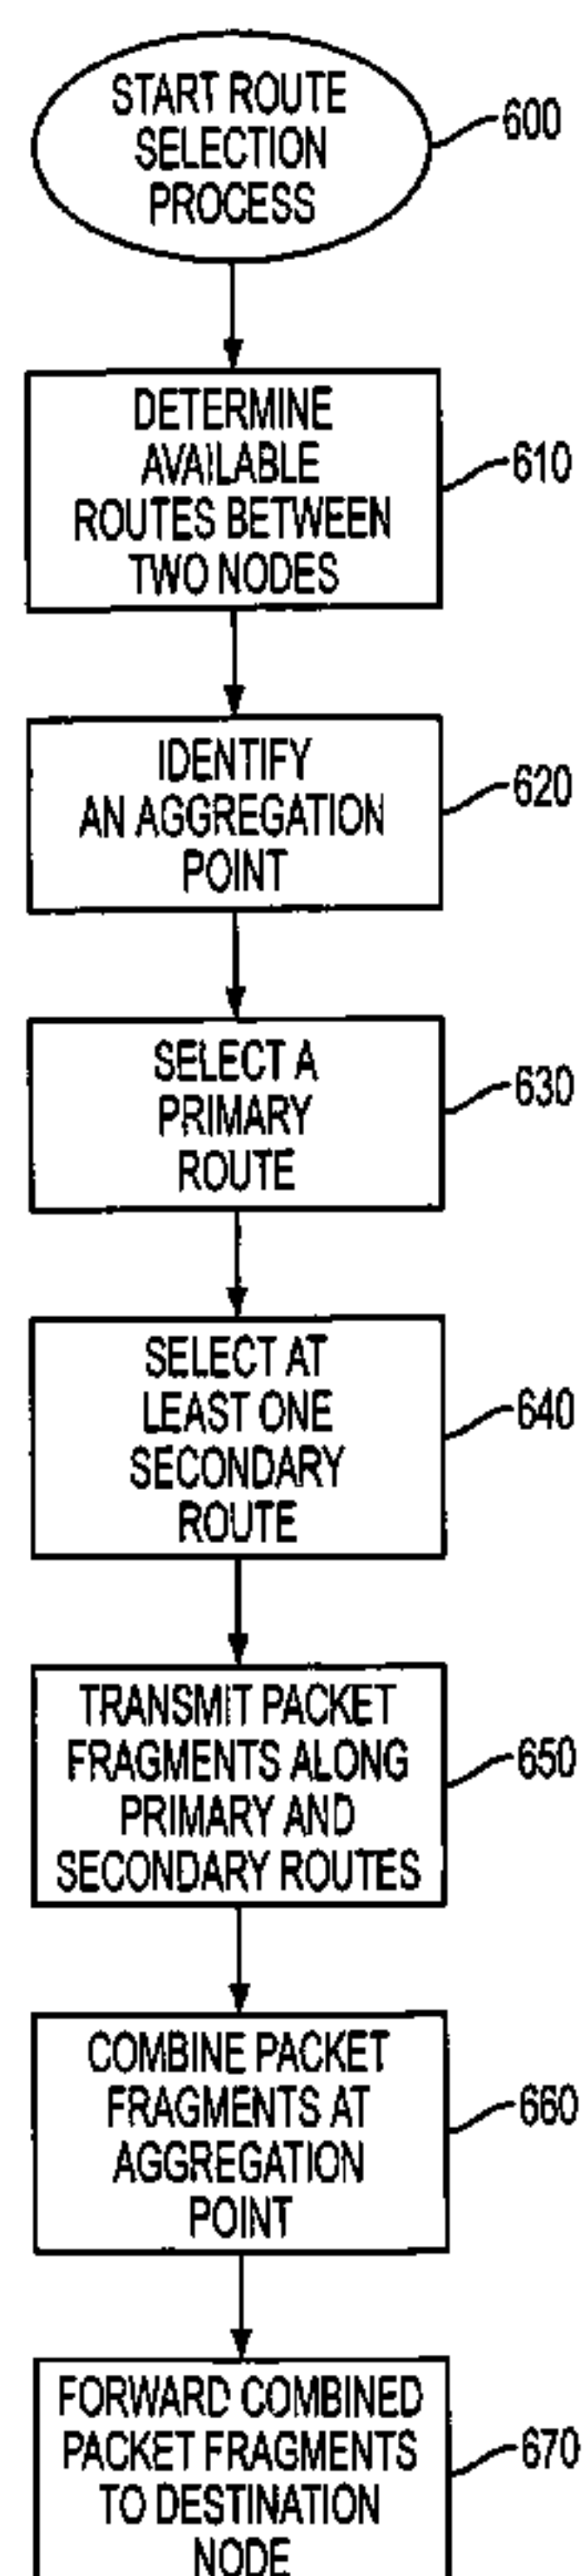 START ROUTE
SELECTION
PROCESS
600
DETERMINE
AVAILABLE
ROUTES BETWEEN
TWO NODES
610
IDENTIFY
AN AGGREGATION
POINT
620
SELECT A
PRIMARY
ROUTE
630
SELECT AT
LEAST ONE
SECONDARY
ROUTE
640
TRANSMIT PACKET
FRAGMENTS ALONG
PRIMARY AND
SECONDARY ROUTES
650
COMBINE PACKET
FRAGMENTS AT
AGGREGATION
POINT
660
FORWARD COMBINED
PACKET FRAGMENTS
TO DESTINATION
NODE
670